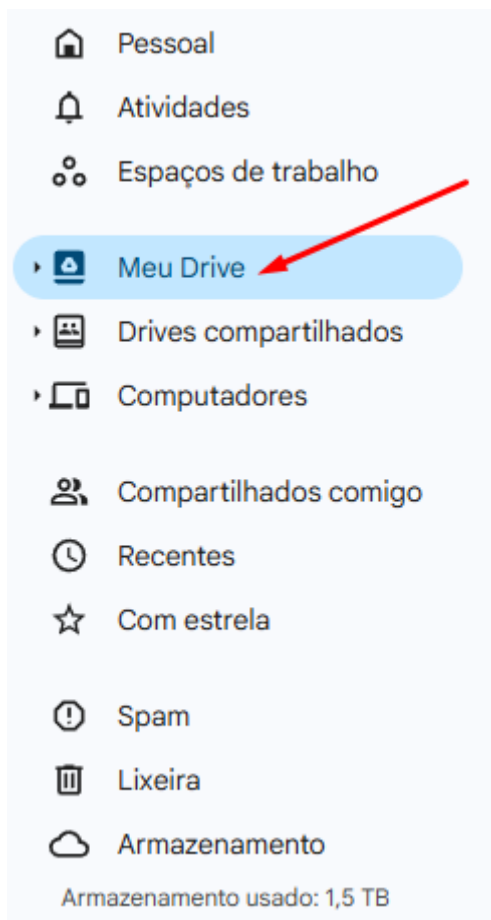 Pessoal
Atividades
Espaços de trabalho
Meu Drive
Drives compartilhados
Computadores
Compartilhados comigo
Recentes
Com estrela
Spam
Lixeira
Armazenamento
Armazenamento usado: 1,5 TB